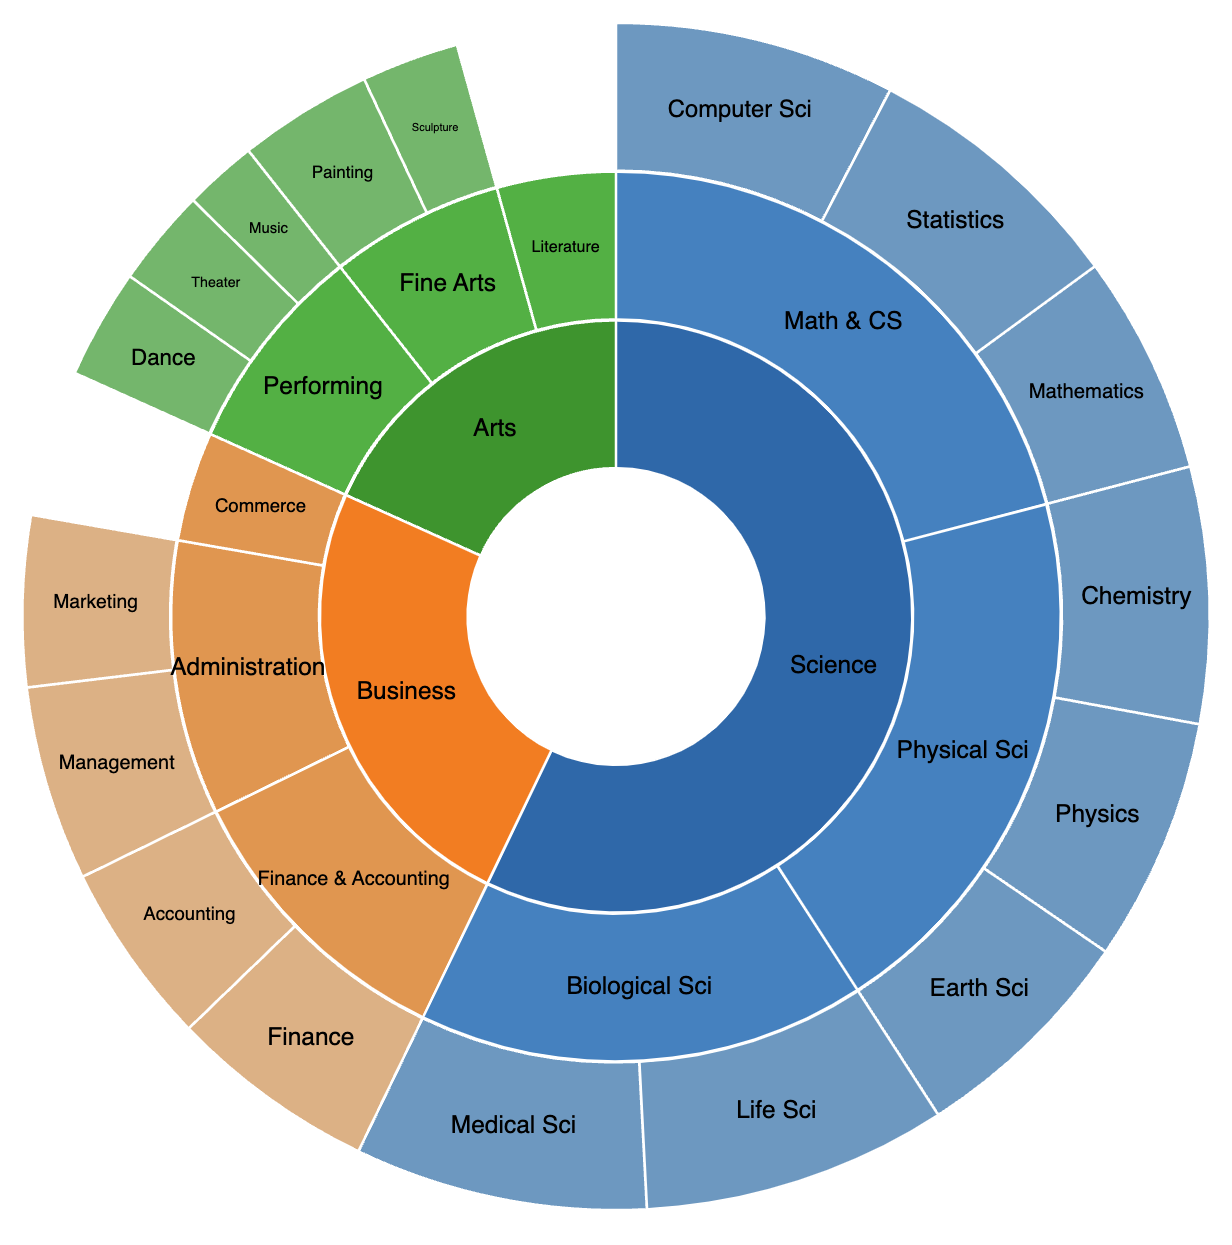 Computer Sci
Sculpture
Painting
Statistics
Music
Literature
Theater
Fine Arts
Math & CS
Dance
Performing
Mathematics
Arts
Commerce
Chemistry
Marketing
Administration
Science
Business
Physical Sci
Management
Physics
Finance & Accounting
Accounting
Biological Sci
Earth Sci
Finance
Life Sci
Medical Sci